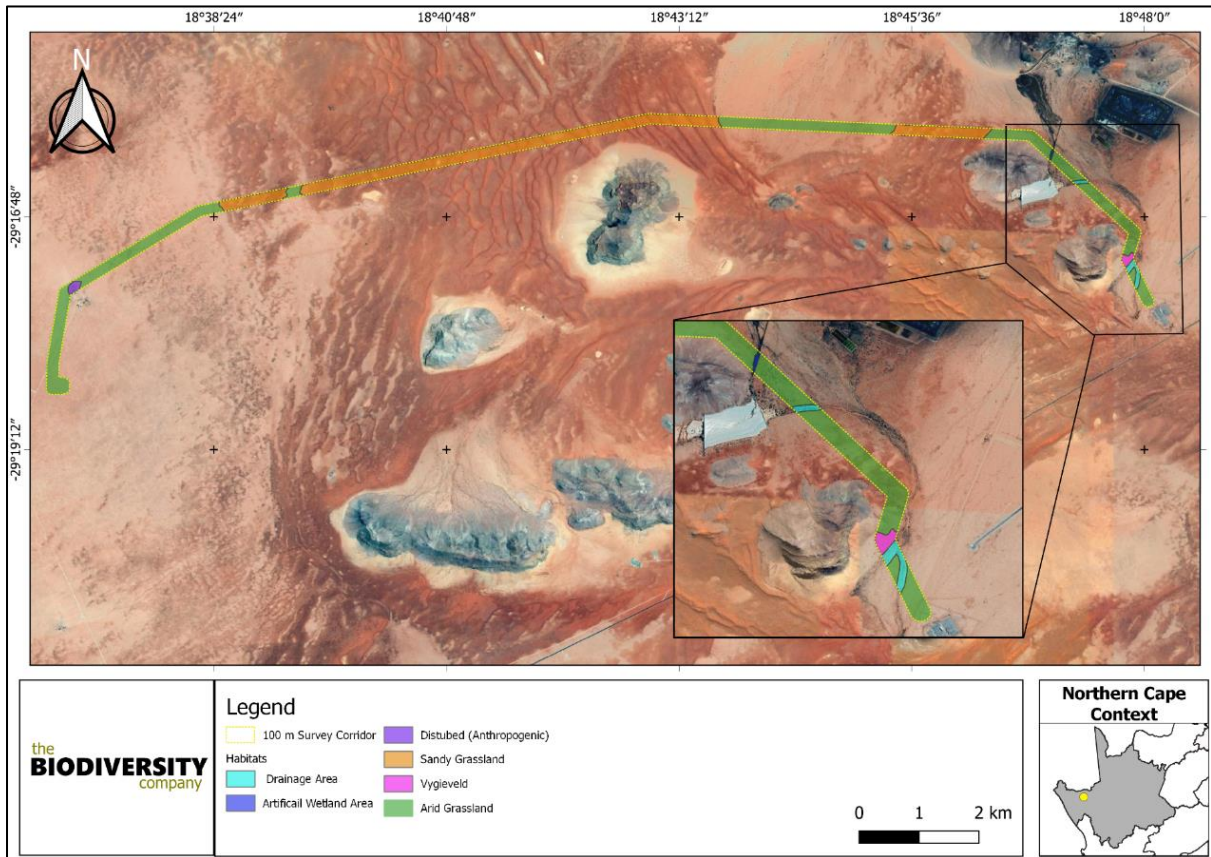 18°38′24″ 18°40′48″ 18°43′12″ 18°45′36″ 18°48′0″
N
-29°16′48″
-29°19′12″
the
BIODIVERSITY
company
Legend
100 m Survey Corridor
Habitats
Drainage Area
Artificail Wetland Area
Distubed (Anthropogenic)
Sandy Grassland
Vygieveld
Arid Grassland
0 1 2 km
Northern Cape
Context